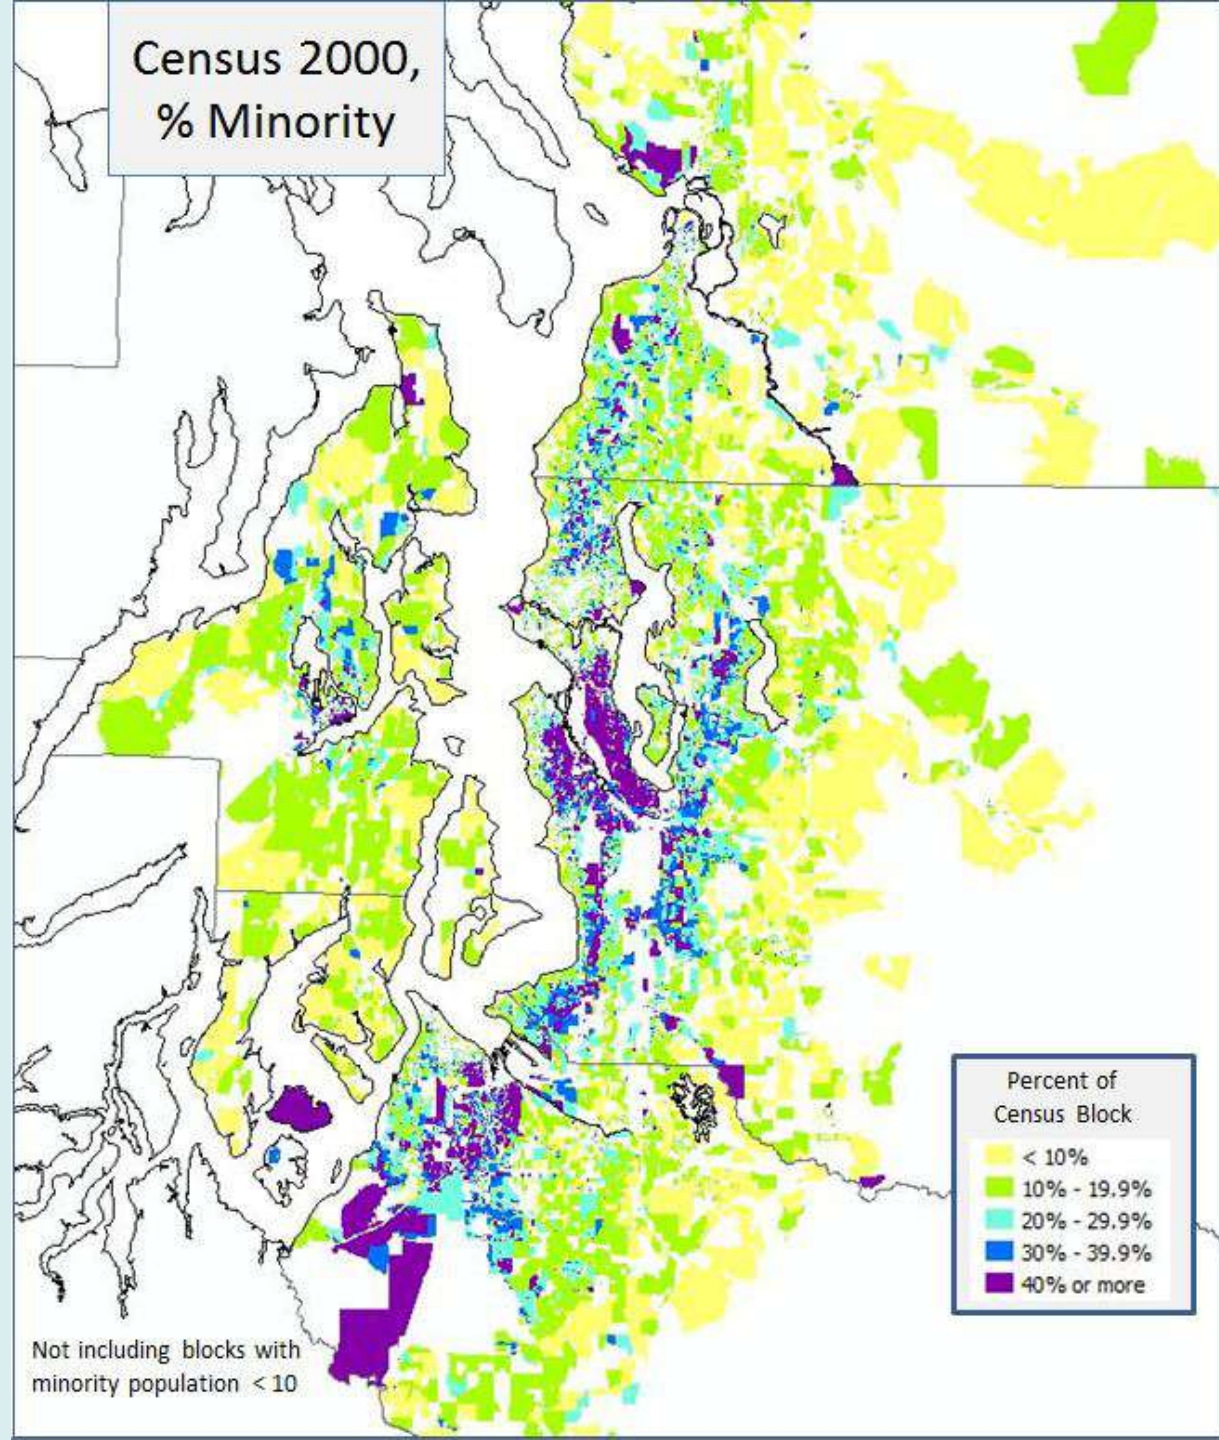 Census 2000,
% Minority
Percent of
Census Block
< 10%
10% - 19.9%
20% - 29.9%
30% - 39.9%
40% or more
Not including blocks with
minority population < 10